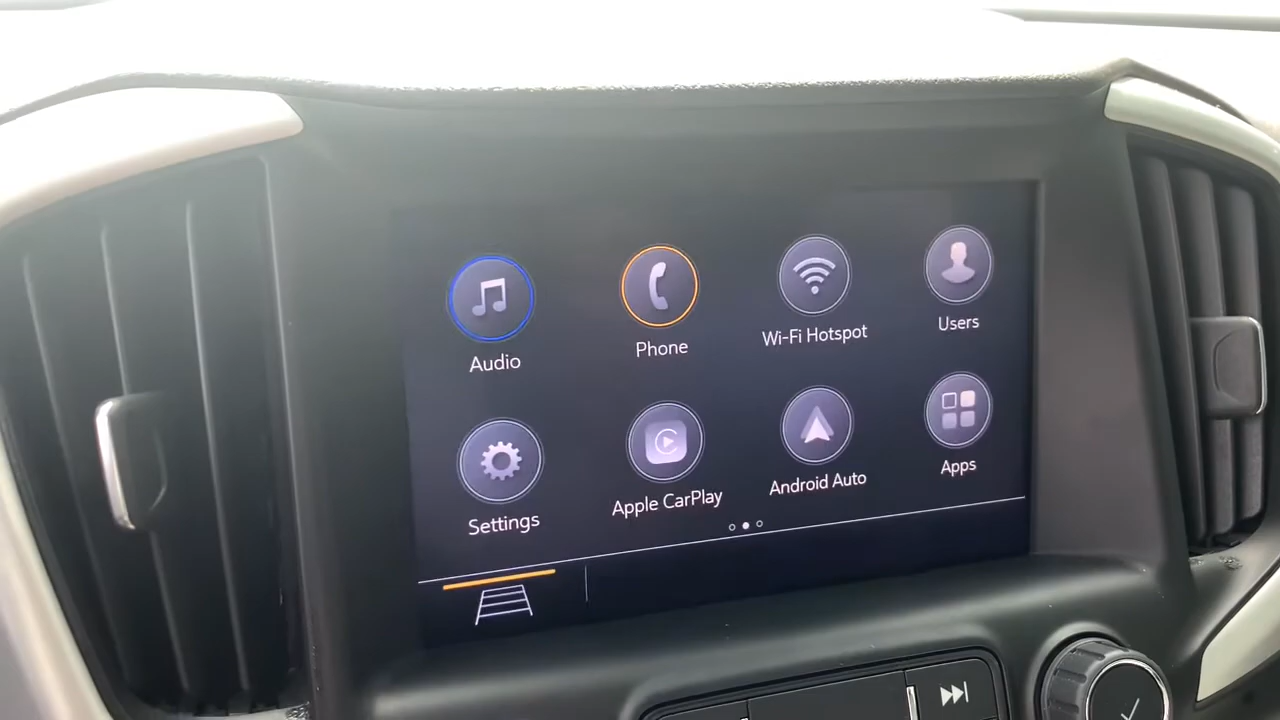 Audio
Phone
Wi-Fi Hotspot
Users
Settings
Apple CarPlay
Android Auto
Apps